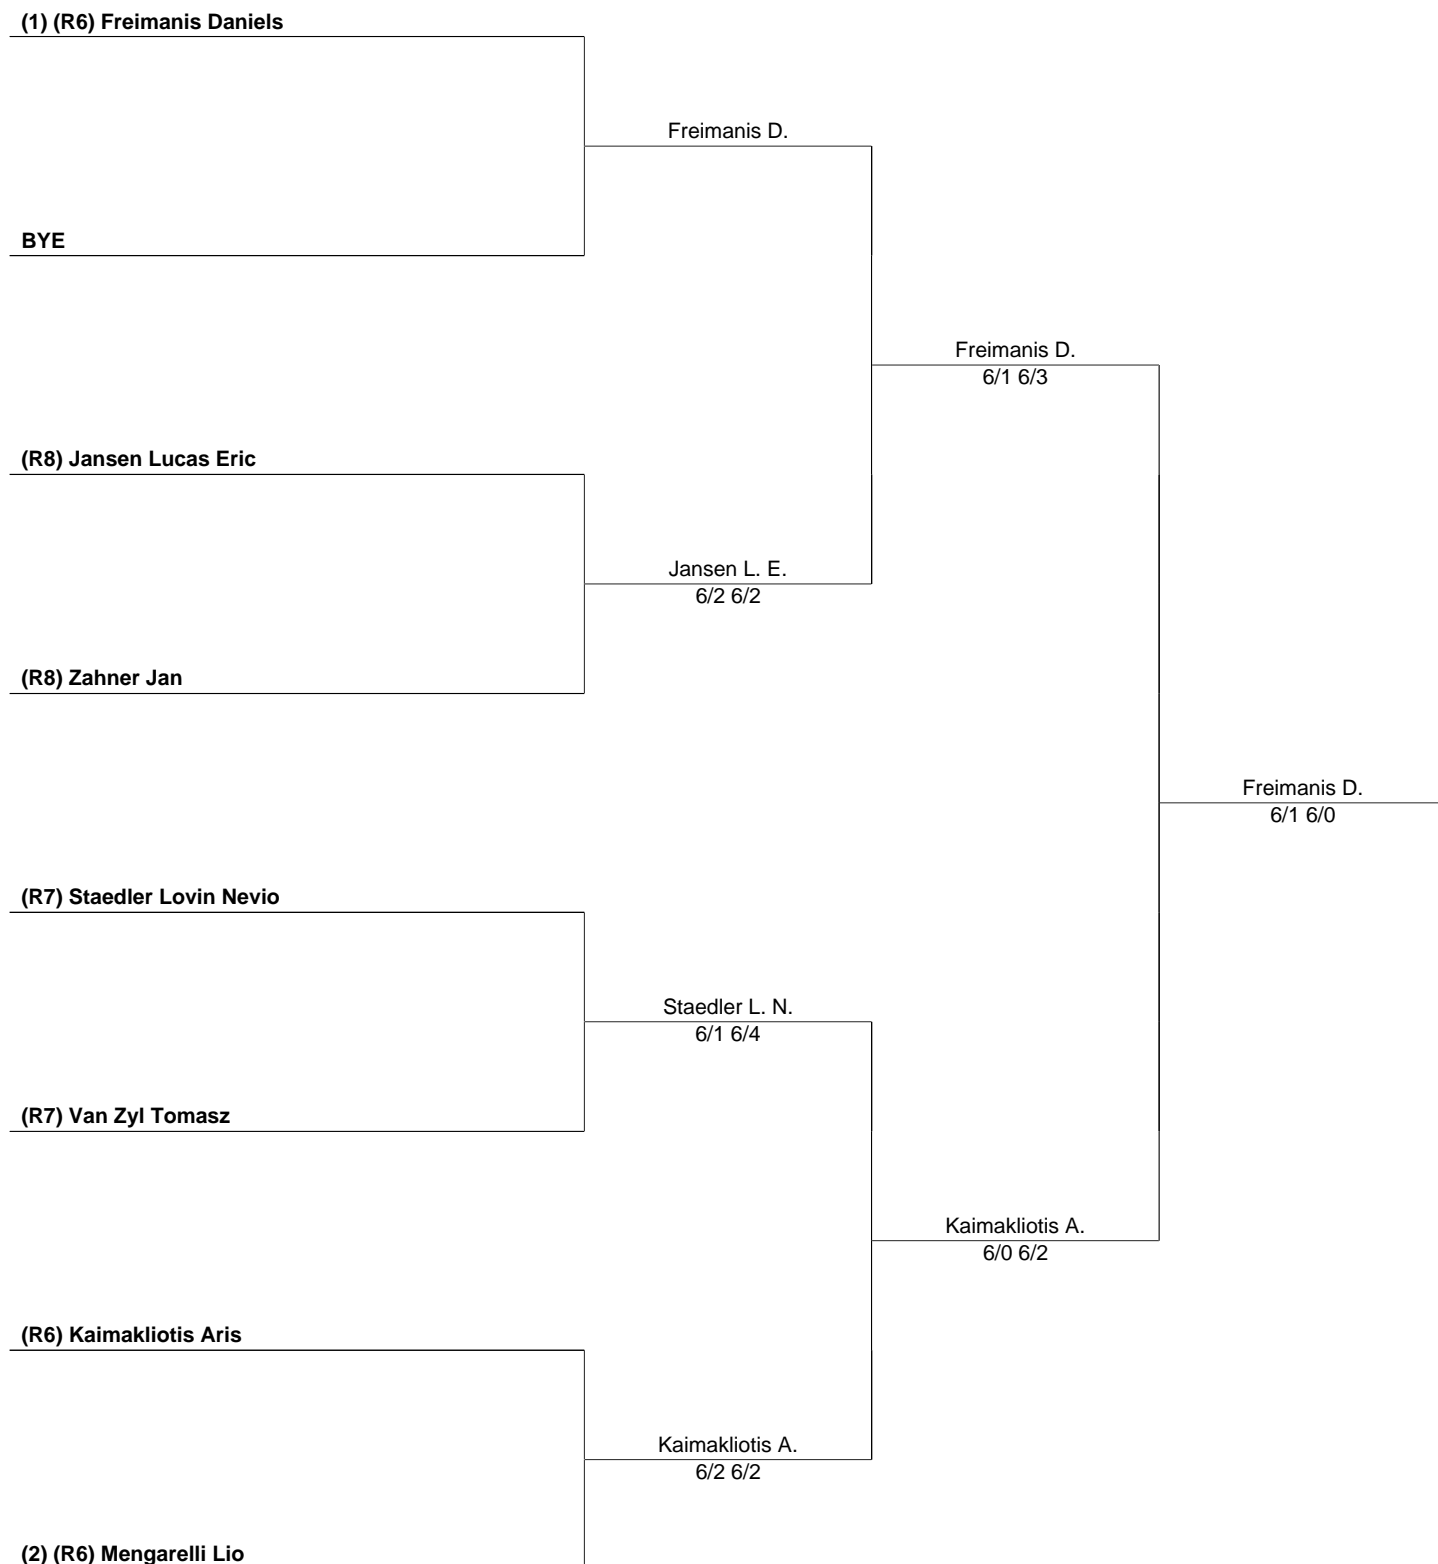 (1) (R6) Freimanis Daniels
Freimanis D.
BYE
Freimanis D.
6/1 6/3
(R8) Jansen Lucas Eric
Jansen L. E.
6/2 6/2
(R8) Zahner Jan
Freimanis D.
6/1 6/0
(R7) Staedler Lovin Nevio
Staedler L. N.
6/1 6/4
(R7) Van Zyl Tomasz
Kaimakliotis A.
6/0 6/2
(R6) Kaimakliotis Aris
Kaimakliotis A.
6/2 6/2
(2) (R6) Mengarelli Lio